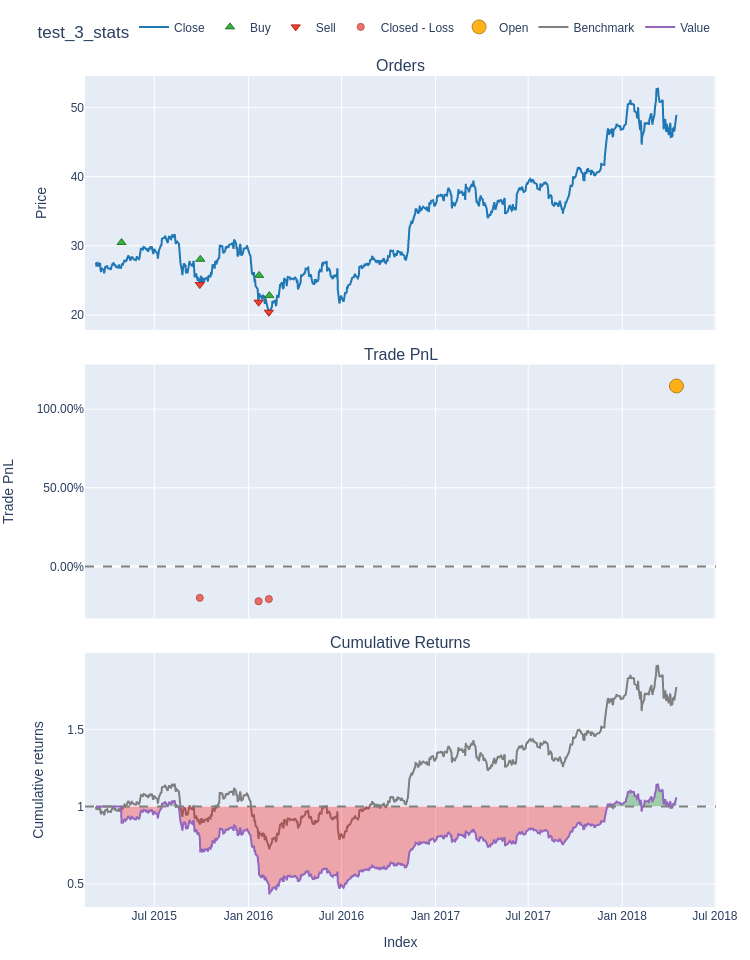 test_3_stats
Close
Buy
Sell
Closed - Loss
Open
Benchmark
Value
Orders
Price
50
40
30
20
Trade PnL
Trade PnL
100.00%
50.00%
0.00%
Cumulative Returns
Cumulative returns
1.5
1
0.5
Jul 2015
Jan 2016
Jul 2016
Jan 2017
Jul 2017
Jan 2018
Jul 2018
Index